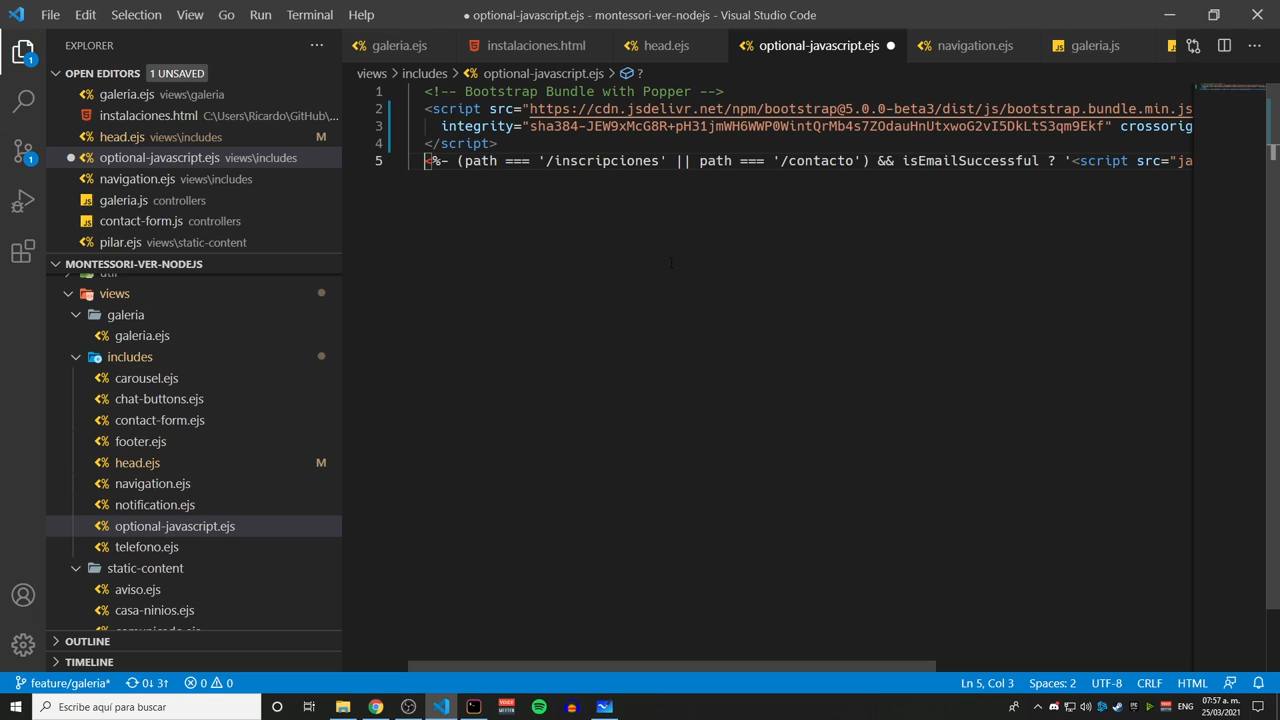 File Edit Selection View Go Run Terminal Help
● optional-javascript.ejs - montessori-ver-nodejs - Visual Studio Code
EXPLORER
galeria.ejs instalaciones.html head.ejs optional-javascript.ejs navigation.ejs galeria.js
OPEN EDITORS 1 UNSAVED
views > includes > optional-javascript.ejs > ?
galeria.ejs views\galeria
instalaciones.html C:\Users\Ricardo\GitHub\...
head.ejs views\includes M
optional-javascript.ejs views\includes
navigation.ejs views\includes
galeria.js controllers
contact-form.js controllers
pilar.ejs views\static-content
1 <!-- Bootstrap Bundle with Popper -->
2 <script src="https://cdn.jsdelivr.net/npm/bootstrap@5.0.0-beta3/dist/js/bootstrap.bundle.min.js
3 integrity="sha384-JEW9xMcG8R+pH31jmWH6WWP0WintQrMb4s7ZOdauHnUtxwoG2vI5DkLtS3qm9Ekf" crossorig
4 </script>
5 <%- (path === '/inscripciones' || path === '/contacto') && isEmailSuccessful ? '<script src="ja
MONTESSORI-VER-NODEJS
util
views
galeria
galeria.ejs
includes
carousel.ejs
chat-buttons.ejs
contact-form.ejs
footer.ejs
head.ejs M
navigation.ejs
notification.ejs
optional-javascript.ejs
telefono.ejs
static-content
aviso.ejs
casa-ninios.ejs
comunicado.ejs
OUTLINE
TIMELINE
feature/galeria* 0↓ 3↑ 0 0 Ln 5, Col 3 Spaces: 2 UTF-8 CRLF HTML
Escribe aquí para buscar
ENG
07:57 a. m.
25/03/2021